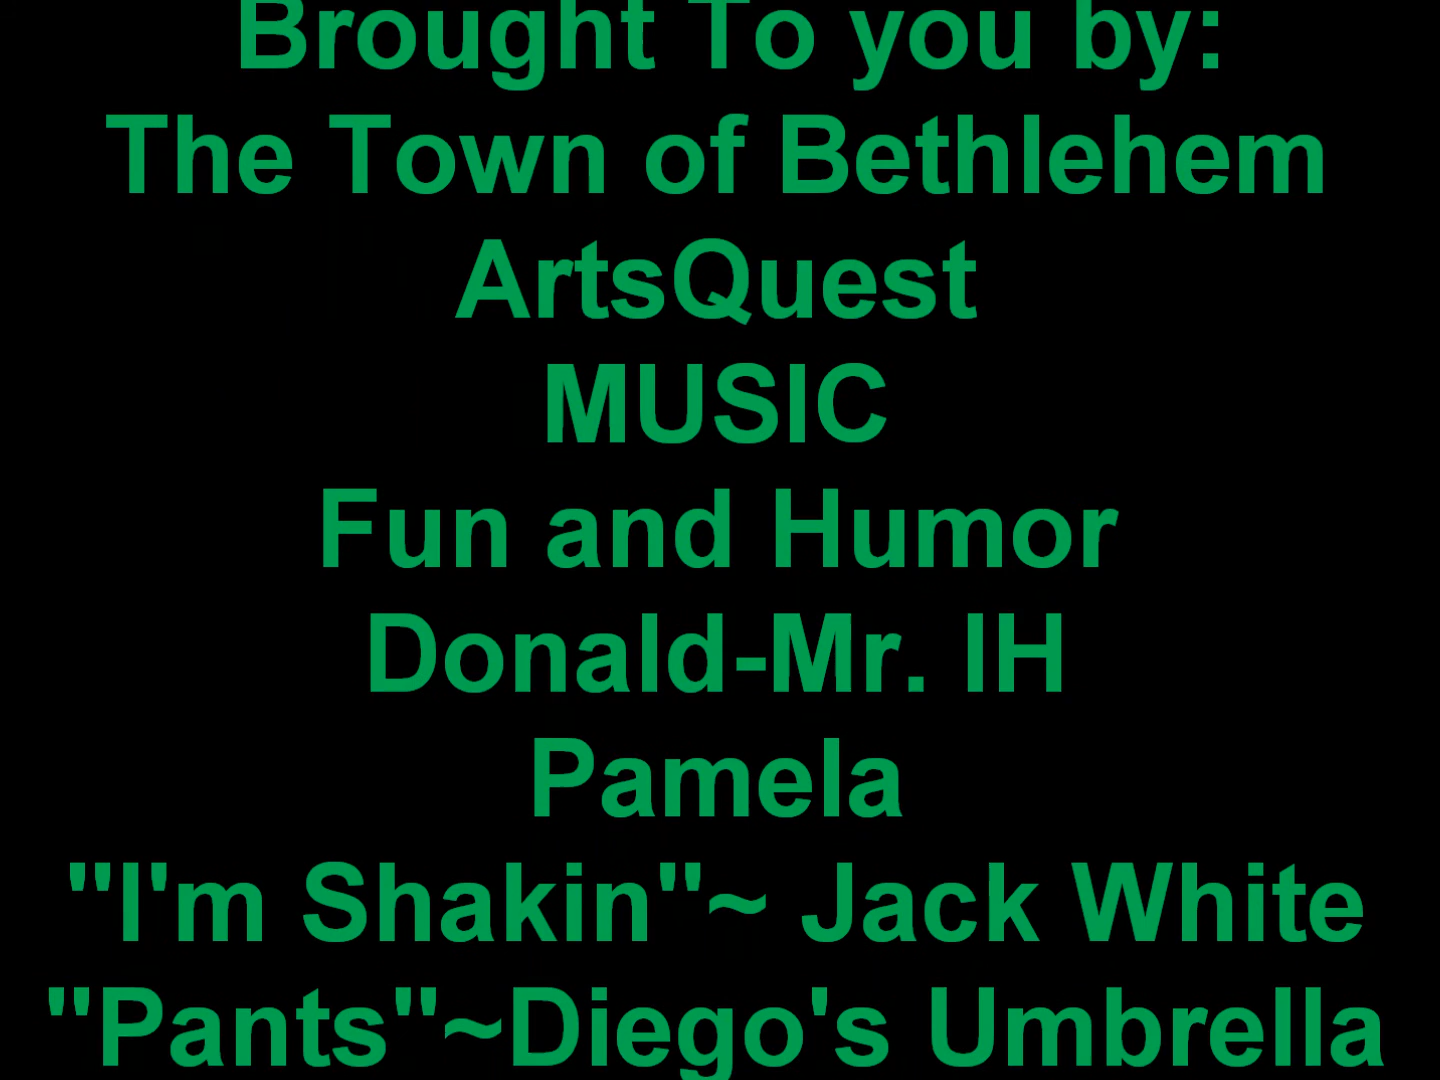 Brought To you by:
The Town of Bethlehem
ArtsQuest
MUSIC
Fun and Humor
Donald-Mr. IH
Pamela
"I'm Shakin"~ Jack White
"Pants"~Diego's Umbrella